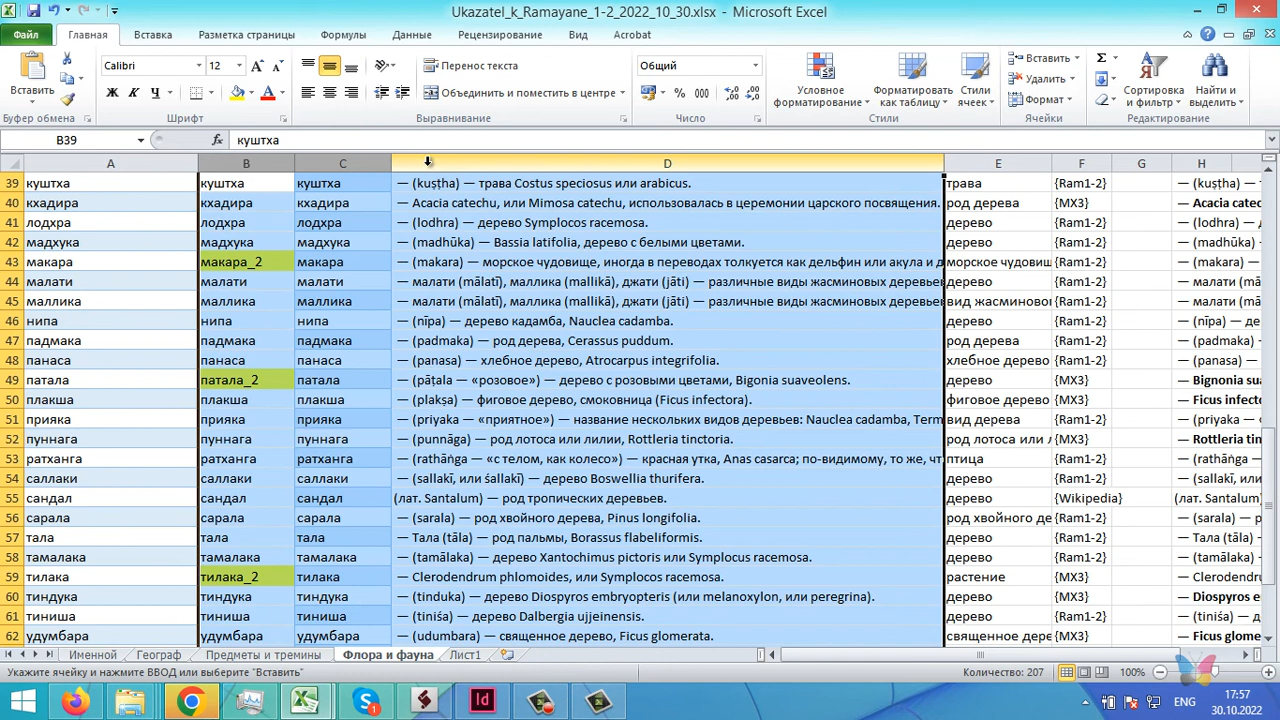 Ukazatel_k_Ramayane_1-2_2022_10_30.xlsx - Microsoft Excel
Файл Главная Вставка Разметка страницы Формулы Данные Рецензирование Вид Acrobat
Вставить Calibri 12 Перенос текста Общий Условное форматирование Форматировать как таблицу Стили ячеек Вставить Удалить Формат Сортировка и фильтр Найти и выделить
Ж К Ч Объединить и поместить в центре % 000
Буфер обмена Шрифт Выравнивание Число Стили Ячейки Редактирование
B39 fx куштха
A B C D E F G H
39 куштха куштха куштха — (kuṣṭha) — трава Costus speciosus или arabicus. трава {Ram1-2} — (kuṣṭha) —
40 кхадира кхадира кхадира — Acacia catechu, или Mimosa catechu, использовалась в церемонии царского посвящения. род дерева {MX3} — Acacia catec
41 лодхра лодхра лодхра — (lodhra) — дерево Symplocos racemosa. дерево {Ram1-2} — (lodhra) —
42 мадхука мадхука мадхука — (madhūka) — Bassia latifolia, дерево с белыми цветами. дерево {Ram1-2} — (madhūka)
43 макара макара_2 макара — (makara) — морское чудовище, иногда в переводах толкуется как дельфин или акула и д морское чудовищ {Ram1-2} — (makara) —
44 малати малати малати — малати (mālatī), маллика (mallikā), джати (jāti) — различные виды жасминовых деревье дерево {Ram1-2} — малати (mā
45 маллика маллика маллика — малати (mālatī), маллика (mallikā), джати (jāti) — различные виды жасминовых деревье вид жасминовог {Ram1-2} — малати (mā
46 нипа нипа нипа — (nīpa) — дерево кадамба, Nauclea cadamba. дерево {Ram1-2} — (nīpa) — де
47 падмака падмака падмака — (padmaka) — род дерева, Cerassus puddum. род дерева {Ram1-2} — (padmaka)
48 панаса панаса панаса — (panasa) — хлебное дерево, Atrocarpus integrifolia. хлебное дерево {Ram1-2} — (panasa) —
49 патала патала_2 патала — (pāṭala — «розовое») — дерево с розовыми цветами, Bigonia suaveolens. дерево {MX3} — Bignonia su
50 плакша плакша плакша — (plakṣa) — фиговое дерево, смоковница (Ficus infectora). фиговое дерево {MX3} — Ficus infect
51 прияка прияка прияка — (priyaka — «приятное») — название нескольких видов деревьев: Nauclea cadamba, Term вид дерева {Ram1-2} — (priyaka —
52 пуннага пуннага пуннага — (punnāga) — род лотоса или лилии, Rottleria tinctoria. род лотоса или л {MX3} — Rottleria tin
53 ратханга ратханга ратханга — (rathāṅga — «с телом, как колесо») — красная утка, Anas casarca; по-видимому, то же, чт птица {Ram1-2} — (rathāṅga -
54 саллаки саллаки саллаки — (sallakī, или śallakī) — дерево Boswellia thurifera. дерево {Ram1-2} — (sallakī, ил
55 сандал сандал сандал (лат. Santalum) — род тропических деревьев. дерево {Wikipedia} (лат. Santalum)
56 сарала сарала сарала — (sarala) — род хвойного дерева, Pinus longifolia. род хвойного де {Ram1-2} — (sarala) — р
57 тала тала тала — Тала (tāla) — род пальмы, Borassus flabeliformis. дерево {Ram1-2} — Тала (tāla)
58 тамалака тамалака тамалака — (tamālaka) — дерево Xantochimus pictoris или Symplocus racemosa. дерево {Ram1-2} — (tamālaka)
59 тилака тилака_2 тилака — Clerodendrum phlomoides, или Symplocos racemosa. растение {MX3} — Clerodendr
60 тиндука тиндука тиндука — (tinduka) — дерево Diospyros embryopteris (или melanoxylon, или peregrina). дерево {MX3} — Diospyros e
61 тиниша тиниша тиниша — (tiniśa) — дерево Dalbergia ujjeinensis. дерево {Ram1-2} — (tiniśa) — д
62 удумбара удумбара удумбара — (udumbara) — священное дерево, Ficus glomerata. священное дере {MX3} — Ficus glome
Именной Географ Предметы и термины Флора и фауна Лист1
Укажите ячейку и нажмите ВВОД или выберите "Вставить" Количество: 207 100%
ENG 17:57
30.10.2022